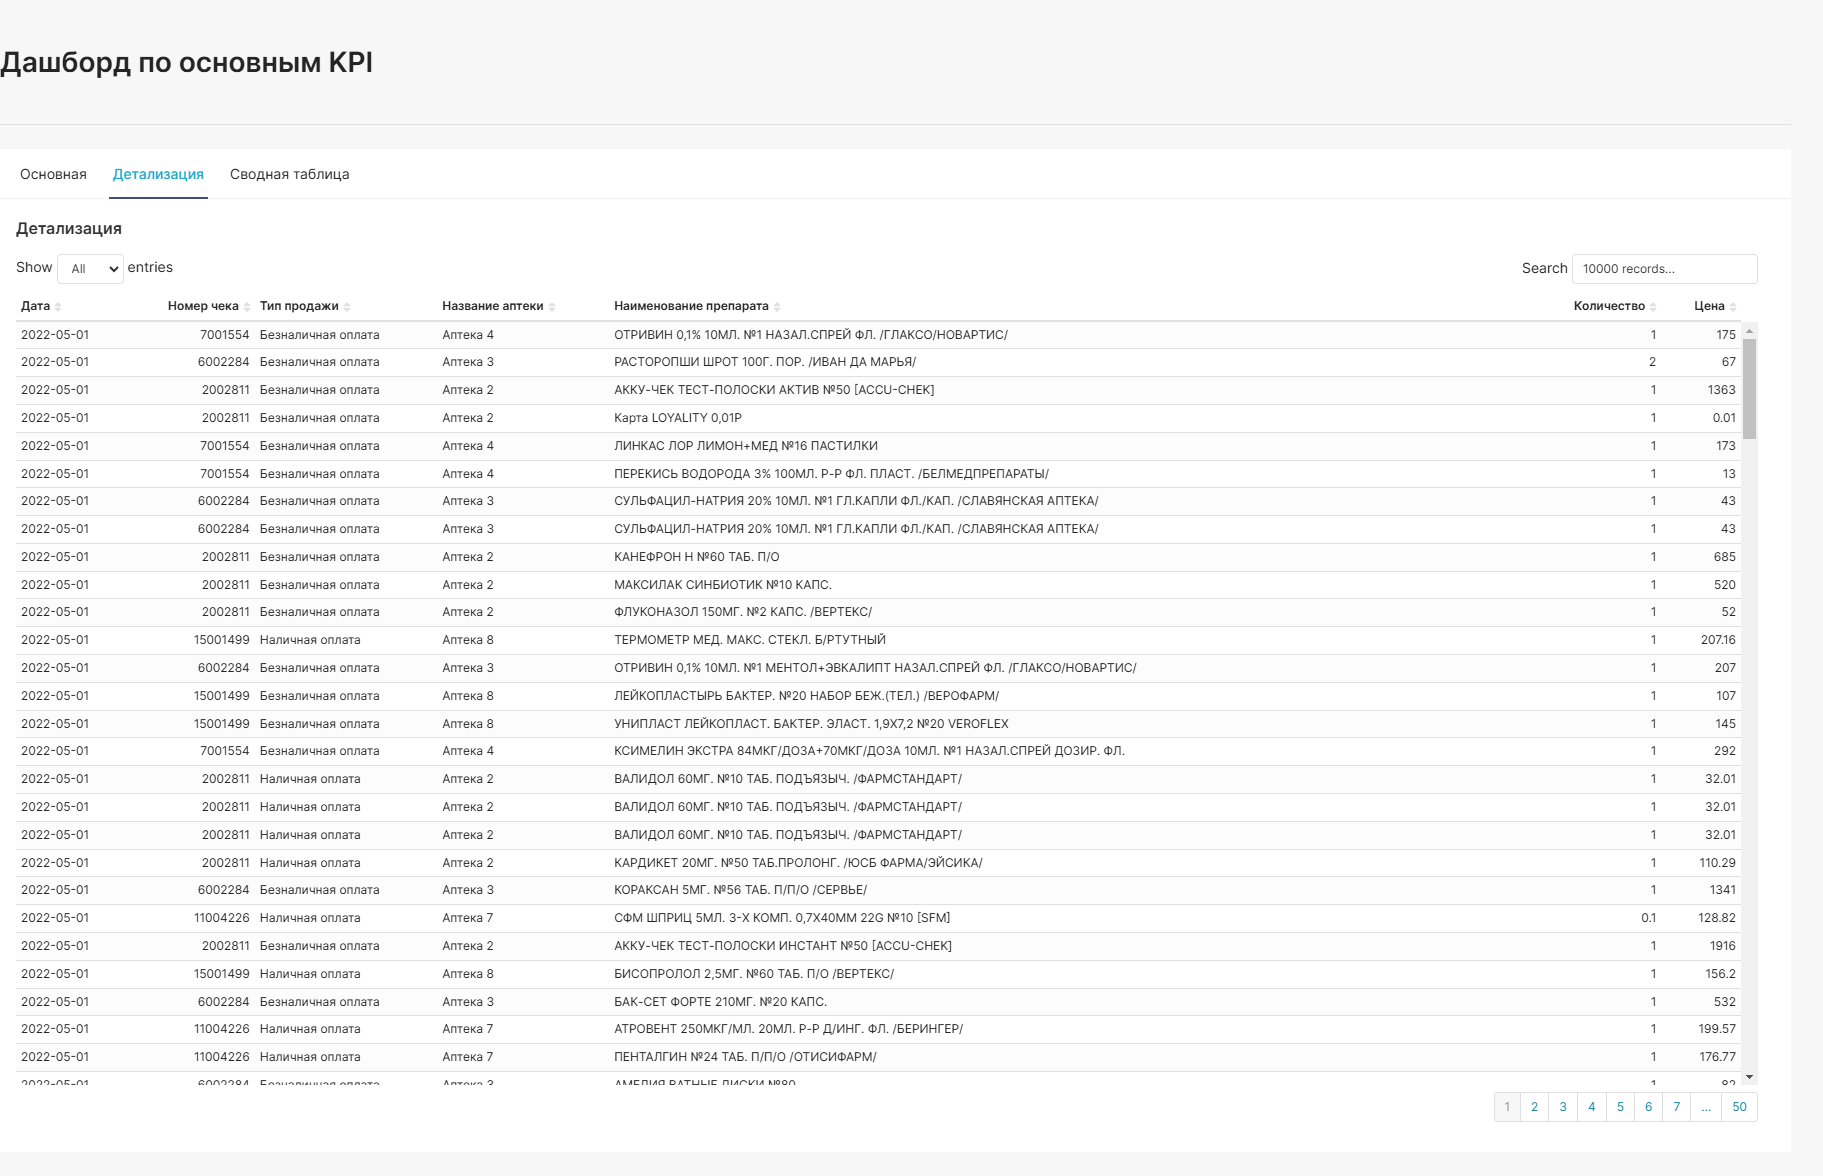 Дашборд по основным KPI
Основная Детализация Сводная таблица
Детализация
Show All entries Search 10000 records...
Дата Номер чека Тип продажи Название аптеки Наименование препарата Количество Цена
2022-05-01 7001554 Безналичная оплата Аптека 4 ОТРИВИН 0,1% 10МЛ. №1 НАЗАЛ.СПРЕЙ ФЛ. /ГЛАКСО/НОВАРТИС/ 1 175
2022-05-01 6002284 Безналичная оплата Аптека 3 РАСТОРОПШИ ШРОТ 100Г. ПОР. /ИВАН ДА МАРЬЯ/ 2 67
2022-05-01 2002811 Безналичная оплата Аптека 2 АККУ-ЧЕК ТЕСТ-ПОЛОСКИ АКТИВ №50 [ACCU-CHEK] 1 1363
2022-05-01 2002811 Безналичная оплата Аптека 2 Карта LOYALITY 0,01Р 1 0.01
2022-05-01 7001554 Безналичная оплата Аптека 4 ЛИНКАС ЛОР ЛИМОН+МЕД №16 ПАСТИЛКИ 1 173
2022-05-01 7001554 Безналичная оплата Аптека 4 ПЕРЕКИСЬ ВОДОРОДА 3% 100МЛ. Р-Р ФЛ. ПЛАСТ. /БЕЛМЕДПРЕПАРАТЫ/ 1 13
2022-05-01 6002284 Безналичная оплата Аптека 3 СУЛЬФАЦИЛ-НАТРИЯ 20% 10МЛ. №1 ГЛ.КАПЛИ ФЛ./КАП. /СЛАВЯНСКАЯ АПТЕКА/ 1 43
2022-05-01 6002284 Безналичная оплата Аптека 3 СУЛЬФАЦИЛ-НАТРИЯ 20% 10МЛ. №1 ГЛ.КАПЛИ ФЛ./КАП. /СЛАВЯНСКАЯ АПТЕКА/ 1 43
2022-05-01 2002811 Безналичная оплата Аптека 2 КАНЕФРОН Н №60 ТАБ. П/О 1 685
2022-05-01 2002811 Безналичная оплата Аптека 2 МАКСИЛАК СИНБИОТИК №10 КАПС. 1 520
2022-05-01 2002811 Безналичная оплата Аптека 2 ФЛУКОНАЗОЛ 150МГ. №2 КАПС. /ВЕРТЕКС/ 1 52
2022-05-01 15001499 Наличная оплата Аптека 8 ТЕРМОМЕТР МЕД. МАКС. СТЕКЛ. Б/РТУТНЫЙ 1 207.16
2022-05-01 6002284 Безналичная оплата Аптека 3 ОТРИВИН 0,1% 10МЛ. №1 МЕНТОЛ+ЭВКАЛИПТ НАЗАЛ.СПРЕЙ ФЛ. /ГЛАКСО/НОВАРТИС/ 1 207
2022-05-01 15001499 Безналичная оплата Аптека 8 ЛЕЙКОПЛАСТЫРЬ БАКТЕР. №20 НАБОР БЕЖ.(ТЕЛ.) /ВЕРОФАРМ/ 1 107
2022-05-01 15001499 Безналичная оплата Аптека 8 УНИПЛАСТ ЛЕЙКОПЛАСТ. БАКТЕР. ЭЛАСТ. 1,9Х7,2 №20 VEROFLEX 1 145
2022-05-01 7001554 Безналичная оплата Аптека 4 КСИМЕЛИН ЭКСТРА 84МКГ/ДОЗА+70МКГ/ДОЗА 10МЛ. №1 НАЗАЛ.СПРЕЙ ДОЗИР. ФЛ. 1 292
2022-05-01 2002811 Наличная оплата Аптека 2 ВАЛИДОЛ 60МГ. №10 ТАБ. ПОДЪЯЗЫЧ. /ФАРМСТАНДАРТ/ 1 32.01
2022-05-01 2002811 Наличная оплата Аптека 2 ВАЛИДОЛ 60МГ. №10 ТАБ. ПОДЪЯЗЫЧ. /ФАРМСТАНДАРТ/ 1 32.01
2022-05-01 2002811 Наличная оплата Аптека 2 ВАЛИДОЛ 60МГ. №10 ТАБ. ПОДЪЯЗЫЧ. /ФАРМСТАНДАРТ/ 1 32.01
2022-05-01 2002811 Наличная оплата Аптека 2 КАРДИКЕТ 20МГ. №50 ТАБ.ПРОЛОНГ. /ЮСБ ФАРМА/ЭЙСИКА/ 1 110.29
2022-05-01 6002284 Безналичная оплата Аптека 3 КОРАКСАН 5МГ. №56 ТАБ. П/П/О /СЕРВЬЕ/ 1 1341
2022-05-01 11004226 Наличная оплата Аптека 7 СФМ ШПРИЦ 5МЛ. 3-Х КОМП. 0,7Х40ММ 22G №10 [SFM] 0.1 128.82
2022-05-01 2002811 Безналичная оплата Аптека 2 АККУ-ЧЕК ТЕСТ-ПОЛОСКИ ИНСТАНТ №50 [ACCU-CHEK] 1 1916
2022-05-01 15001499 Наличная оплата Аптека 8 БИСОПРОЛОЛ 2,5МГ. №60 ТАБ. П/О /ВЕРТЕКС/ 1 156.2
2022-05-01 6002284 Безналичная оплата Аптека 3 БАК-СЕТ ФОРТЕ 210МГ. №20 КАПС. 1 532
2022-05-01 11004226 Наличная оплата Аптека 7 АТРОВЕНТ 250МКГ/МЛ. 20МЛ. Р-Р Д/ИНГ. ФЛ. /БЕРИНГЕР/ 1 199.57
2022-05-01 11004226 Наличная оплата Аптека 7 ПЕНТАЛГИН №24 ТАБ. П/П/О /ОТИСИФАРМ/ 1 176.77
2022-05-01 6002284 Безналичная оплата Аптека 3 АМЕЛИЯ ВАТНЫЕ ДИСКИ №80 1 82
1 2 3 4 5 6 7 ... 50